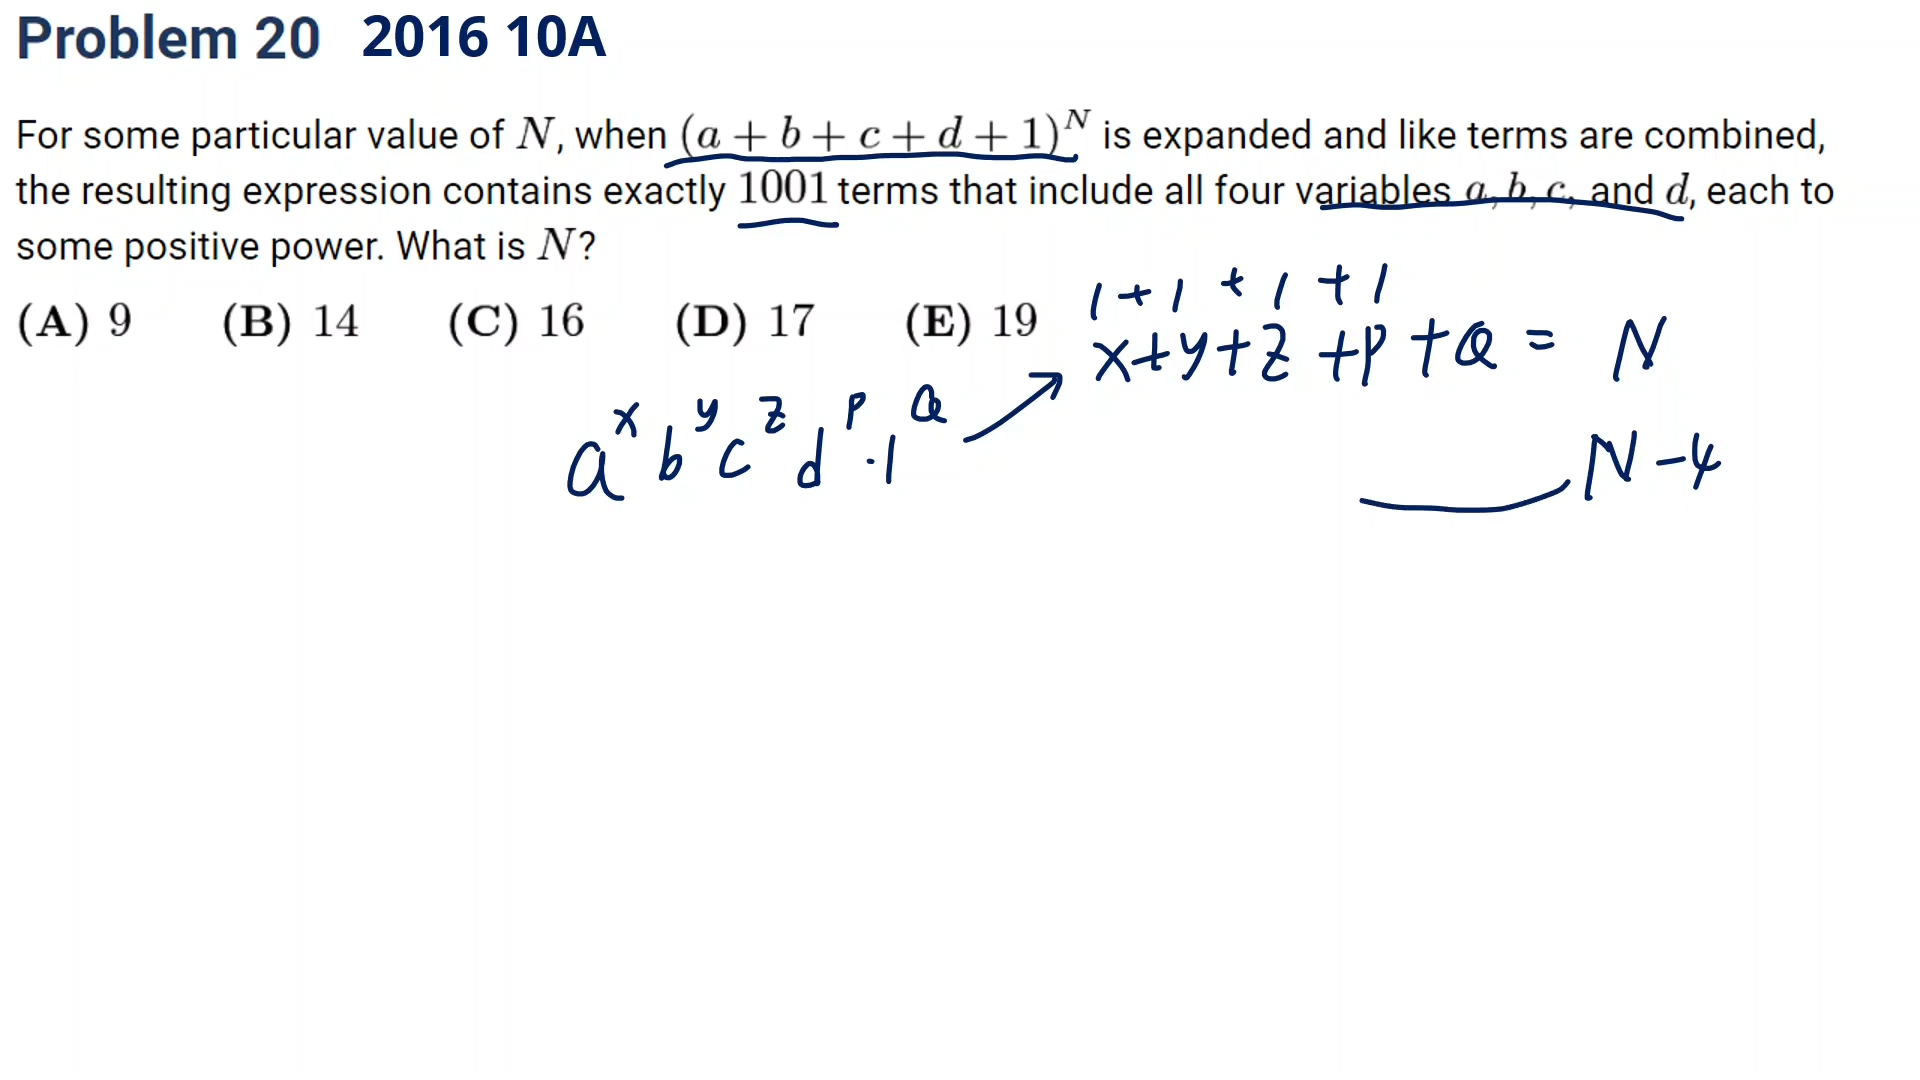 Problem 20 2016 10A
For some particular value of N, when (a + b + c + d + 1)^N is expanded and like terms are combined,
the resulting expression contains exactly 1001 terms that include all four variables a, b, c, and d, each to
some positive power. What is N?
(A) 9 (B) 14 (C) 16 (D) 17 (E) 19
1 + 1 + 1 + 1
x + y + z + p + Q = N
a^x b^y c^z d^p · 1^Q
N - 4